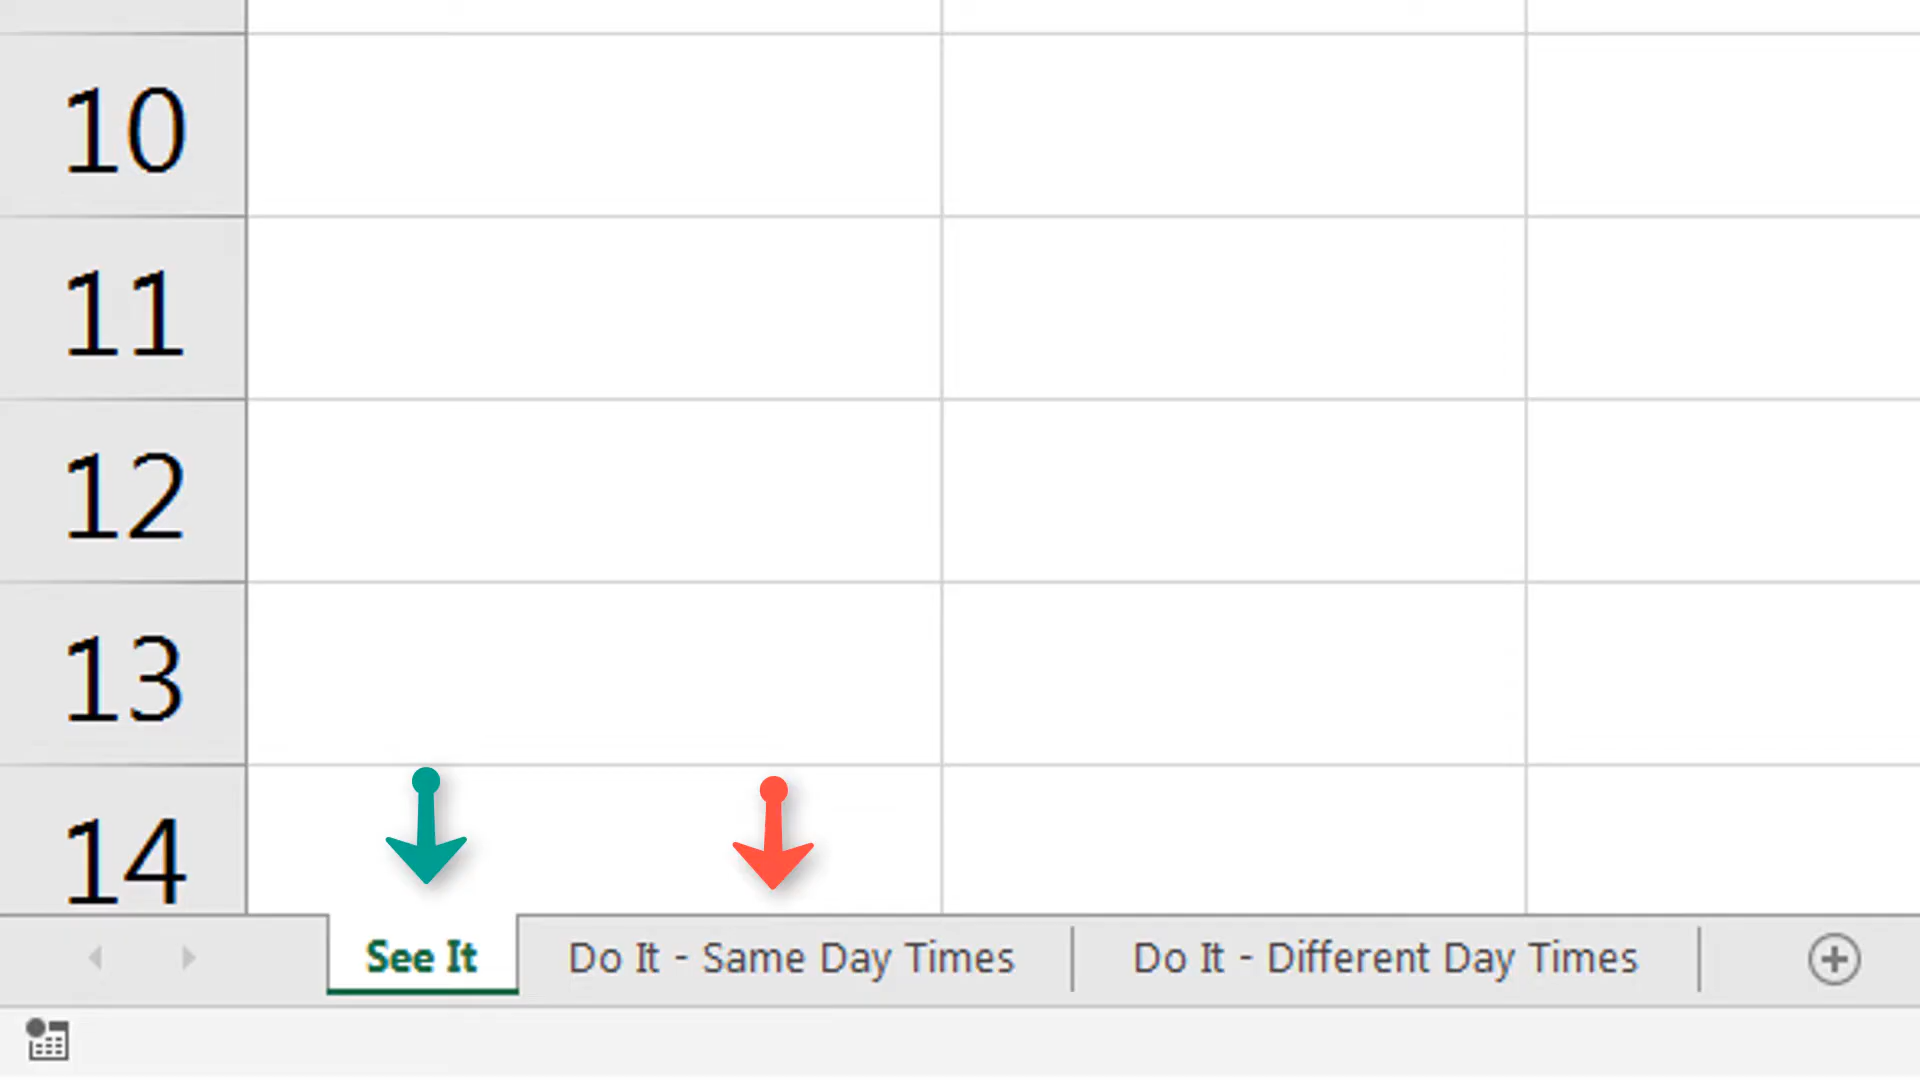 10
11
12
13
14
See It
Do It - Same Day Times
Do It - Different Day Times